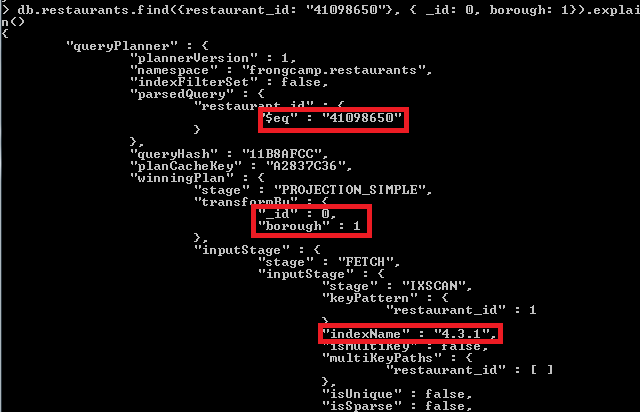 > db.restaurants.find({restaurant_id: "41098650"}, { _id: 0, borough: 1}).explai
n()
{
"queryPlanner" : {
"plannerVersion" : 1,
"namespace" : "frongcamp.restaurants",
"indexFilterSet" : false,
"parsedQuery" : {
"restaurant_id" : {
"$eq" : "41098650"
}
},
"queryHash" : "11B8AFCC",
"planCacheKey" : "A2837C36",
"winningPlan" : {
"stage" : "PROJECTION_SIMPLE",
"transformBy" : {
"_id" : 0,
"borough" : 1
},
"inputStage" : {
"stage" : "FETCH",
"inputStage" : {
"stage" : "IXSCAN",
"keyPattern" : {
"restaurant_id" : 1
},
"indexName" : "4.3.1",
"isMultiKey" : false,
"multiKeyPaths" : {
"restaurant_id" : [ ]
},
"isUnique" : false,
"isSparse" : false,